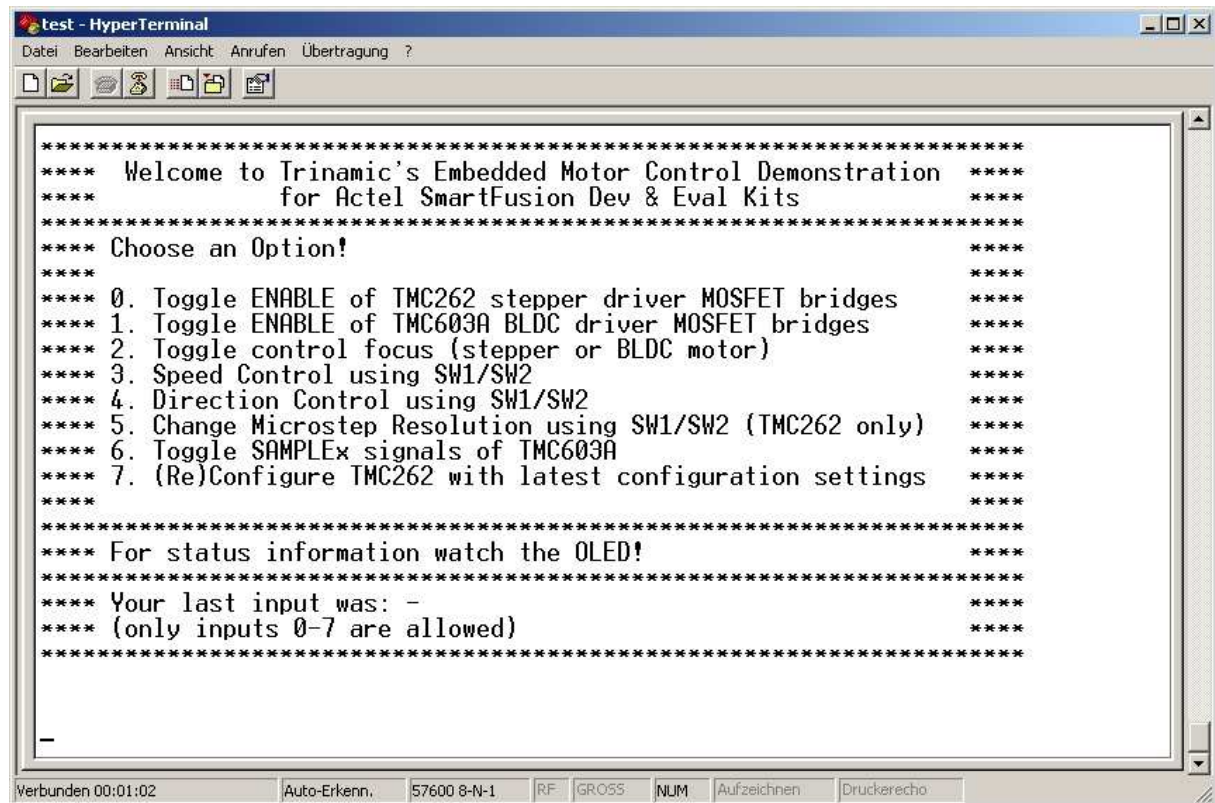 test - HyperTerminal
Datei Bearbeiten Ansicht Anrufen Übertragung ?
**********************************************************************
**** Welcome to Trinamic's Embedded Motor Control Demonstration ****
**** for Actel SmartFusion Dev & Eval Kits ****
**********************************************************************
**** Choose an Option! ****
**** ****
**** 0. Toggle ENABLE of TMC262 stepper driver MOSFET bridges ****
**** 1. Toggle ENABLE of TMC603A BLDC driver MOSFET bridges ****
**** 2. Toggle control focus (stepper or BLDC motor) ****
**** 3. Speed Control using SW1/SW2 ****
**** 4. Direction Control using SW1/SW2 ****
**** 5. Change Microstep Resolution using SW1/SW2 (TMC262 only) ****
**** 6. Toggle SAMPLEx signals of TMC603A ****
**** 7. (Re)Configure TMC262 with latest configuration settings ****
**** ****
**********************************************************************
**** For status information watch the OLED! ****
**********************************************************************
**** Your last input was: - ****
**** (only inputs 0-7 are allowed) ****
**********************************************************************
_
Verbunden 00:01:02 Auto-Erkenn. 57600 8-N-1 RF GROSS NUM Aufzeichnen Druckerecho